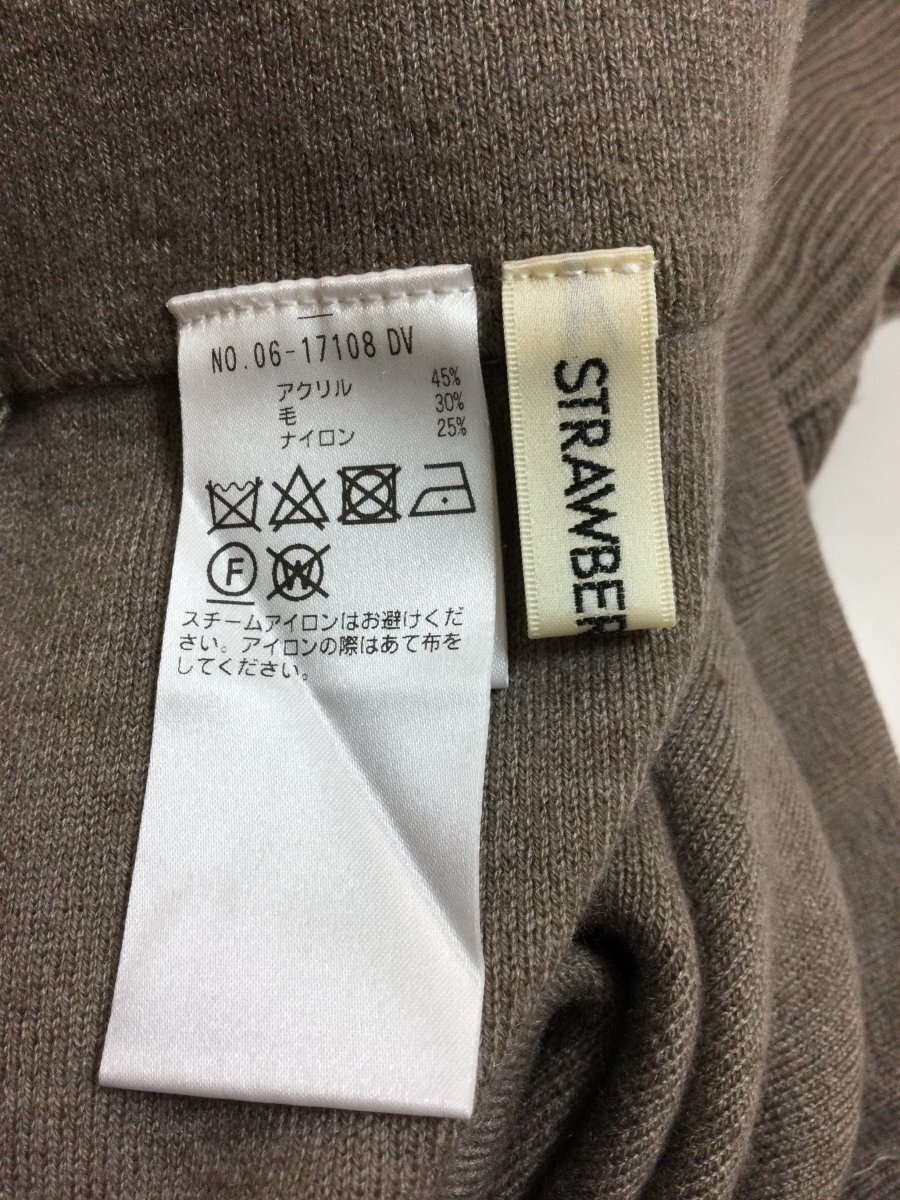 NO.06-17108 DV
アクリル 45%
毛 30%
ナイロン 25%
F W
スチームアイロンはお避けくだ
さい。アイロンの際はあて布を
してください。
STRAWBER